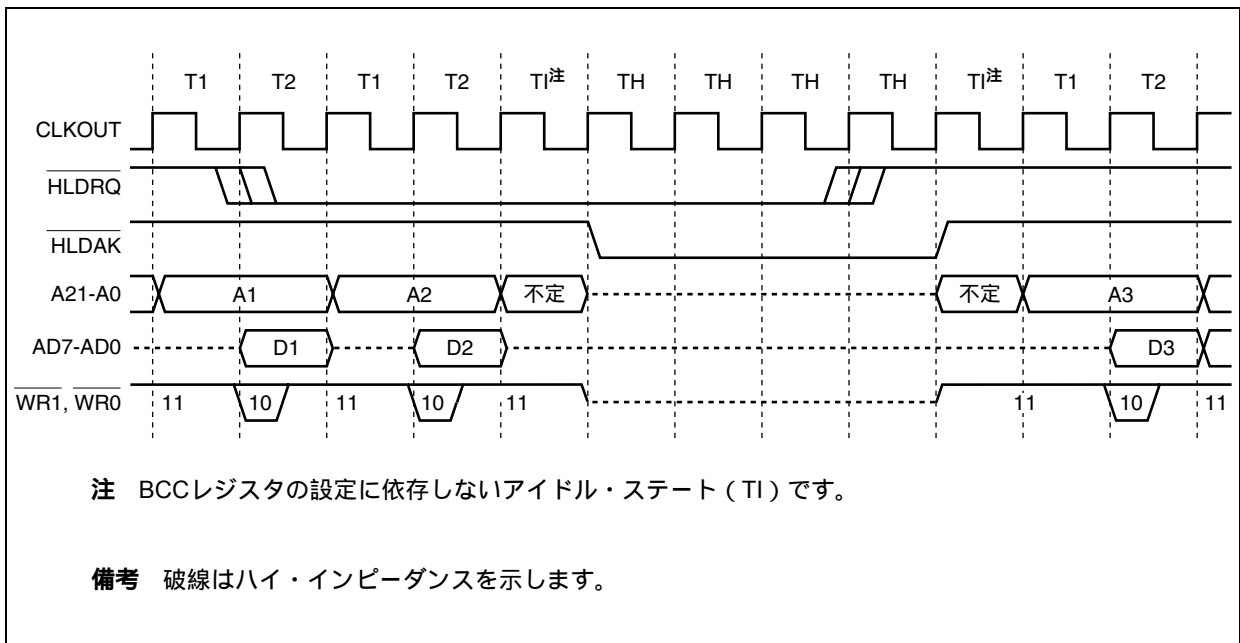 T1 T2 T1 T2 TI注 TH TH TH TH TI注 T1 T2
CLKOUT
HLDRQ
HLDAK
A21-A0 A1 A2 不定 不定 A3
AD7-AD0 D1 D2 D3
WR1, WR0 11 10 11 10 11 11 10 11
注 BCCレジスタの設定に依存しないアイドル・ステート(TI)です。
備考 破線はハイ・インピーダンスを示します。